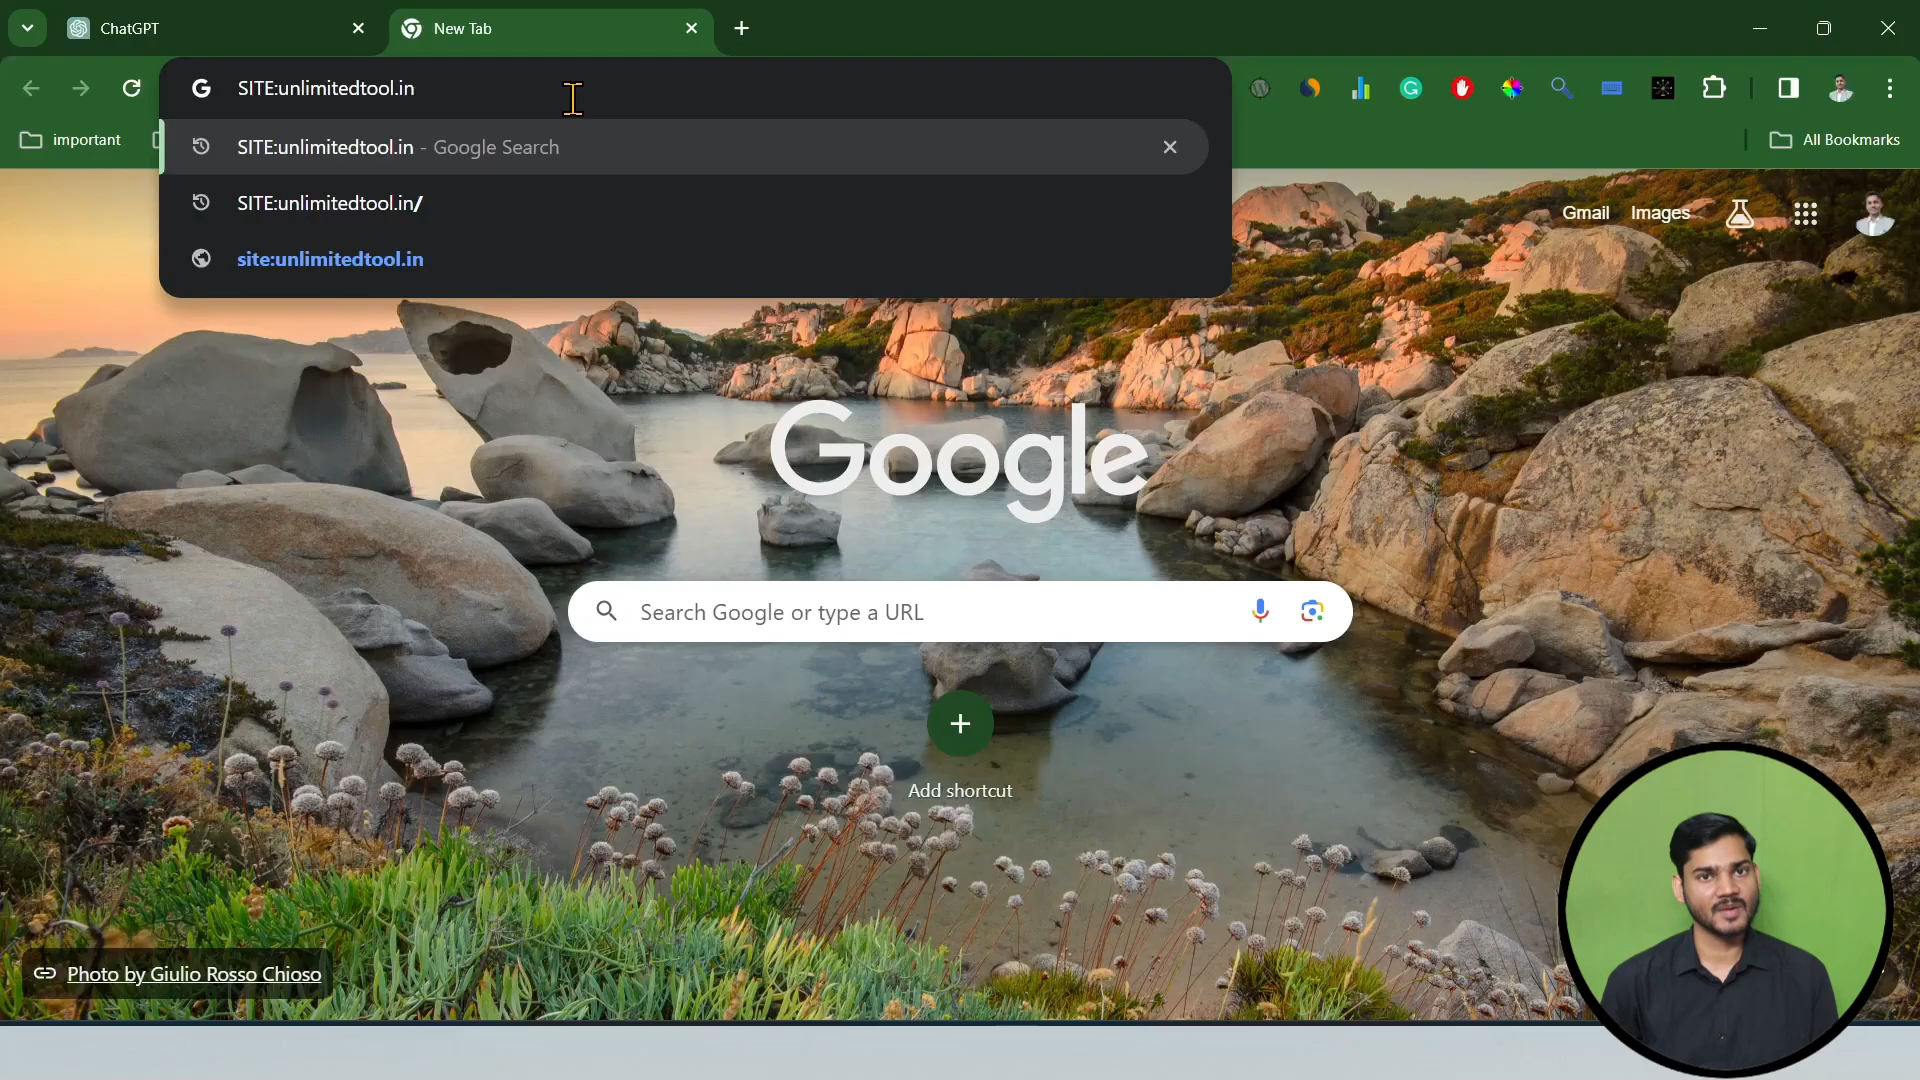 ChatGPT
New Tab
SITE:unlimitedtool.in
SITE:unlimitedtool.in - Google Search
SITE:unlimitedtool.in/
site:unlimitedtool.in
important
All Bookmarks
Gmail
Images
Google
Search Google or type a URL
Add shortcut
Photo by Giulio Rosso Chioso